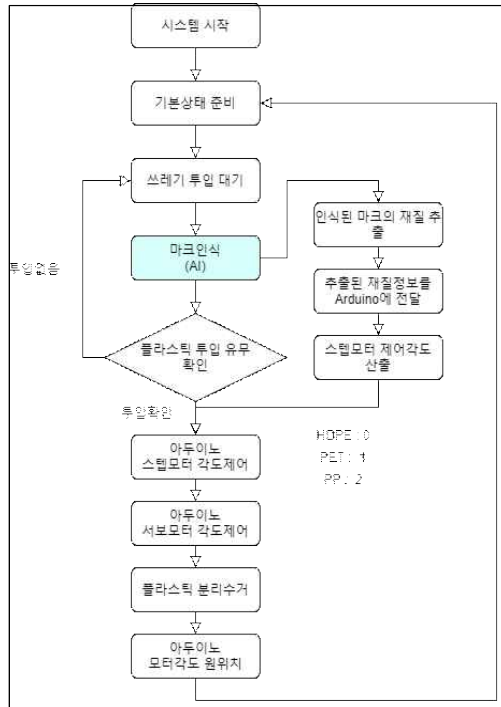 시스템 시작
기본상태 준비
쓰레기 투입 대기
마크인식
(AI)
인식된 마크의 재질 추
출
추출된 재질정보를
Arduino에 전달
스텝모터 제어각도
산출
투입없음
플라스틱 투입 유무
확인
투입확인
HDPE : 0
PET : 1
PP : 2
아두이노
스텝모터 각도제어
아두이노
서보모터 각도제어
플라스틱 분리수거
아두이노
모터각도 원위치